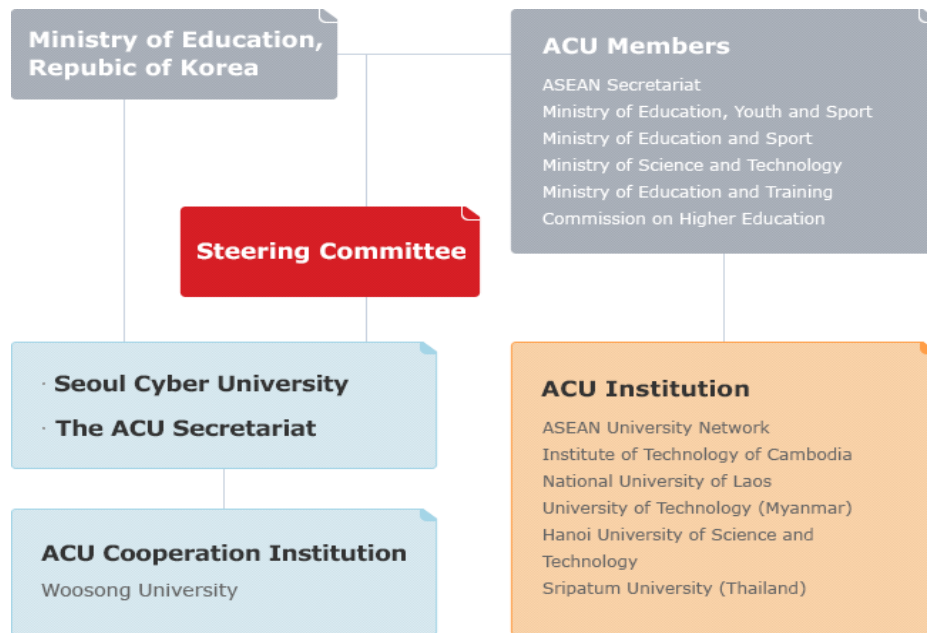 Ministry of Education,
Repubic of Korea
ACU Members
ASEAN Secretariat
Ministry of Education, Youth and Sport
Ministry of Education and Sport
Ministry of Science and Technology
Ministry of Education and Training
Commission on Higher Education
Steering Committee
· Seoul Cyber University
· The ACU Secretariat
ACU Cooperation Institution
Woosong University
ACU Institution
ASEAN University Network
Institute of Technology of Cambodia
National University of Laos
University of Technology (Myanmar)
Hanoi University of Science and
Technology
Sripatum University (Thailand)